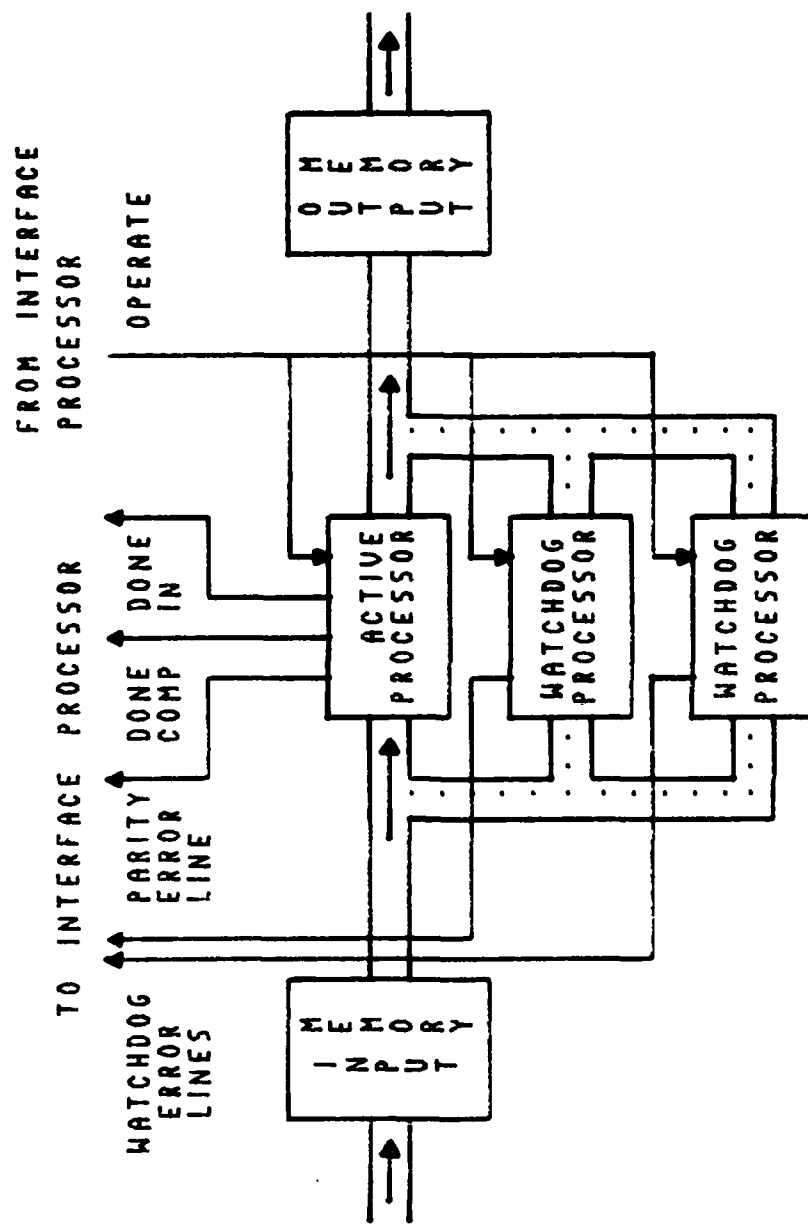 FROM INTERFACE
PROCESSOR
TO INTERFACE PROCESSOR
WATCHDOG
ERROR
LINES
PARITY
ERROR
LINE
DONE
COMP
DONE
IN
OPERATE
INPUT
MEMORY
ACTIVE
PROCESSOR
OUTPUT
MEMORY
WATCHDOG
PROCESSOR
WATCHDOG
PROCESSOR